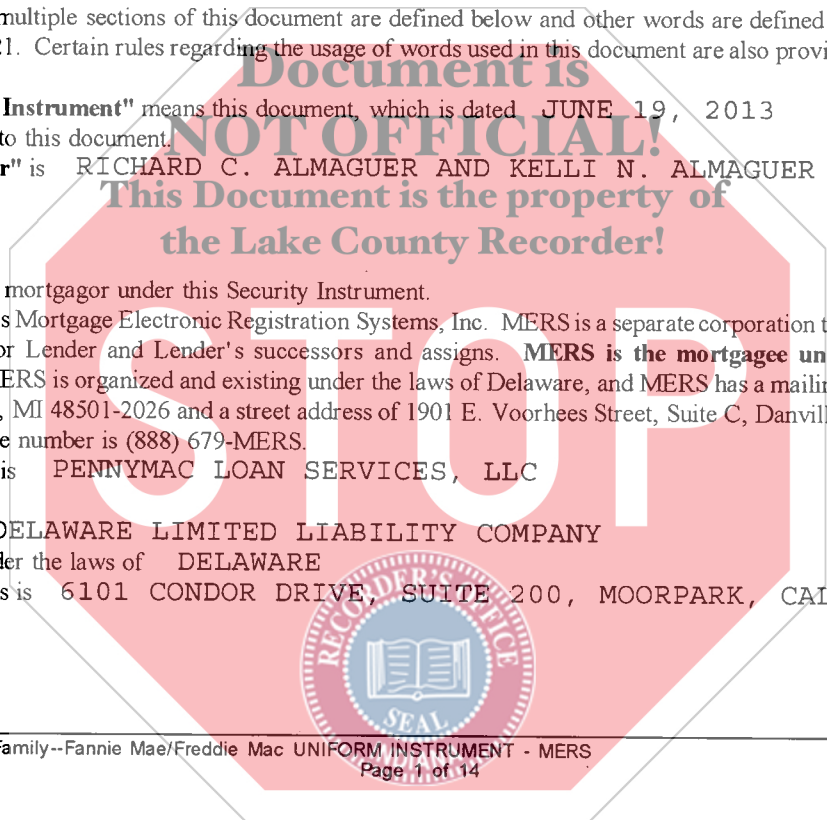 multiple sections of this document are defined below and other words are defined
21. Certain rules regarding the usage of words used in this document are also provi
Document is
Instrument" means this document, which is dated JUNE 19, 2013
to this document.
NOT OFFICIAL!
r" is RICHARD C. ALMAGUER AND KELLI N. ALMAGUER
This Document is the property of
the Lake County Recorder!
mortgagor under this Security Instrument.
s Mortgage Electronic Registration Systems, Inc. MERS is a separate corporation t
or Lender and Lender's successors and assigns. MERS is the mortgagee un
ERS is organized and existing under the laws of Delaware, and MERS has a mailin
, MI 48501-2026 and a street address of 1901 E. Voorhees Street, Suite C, Danvill
e number is (888) 679-MERS.
is PENNYMAC LOAN SERVICES, LLC
STOP
DELAWARE LIMITED LIABILITY COMPANY
der the laws of DELAWARE
s is 6101 CONDOR DRIVE, SUITE 200, MOORPARK, CAL
RECORDER'S OFFICE
SEAL
INDIANA
Family--Fannie Mae/Freddie Mac UNIFORM INSTRUMENT - MERS
Page 1 of 14